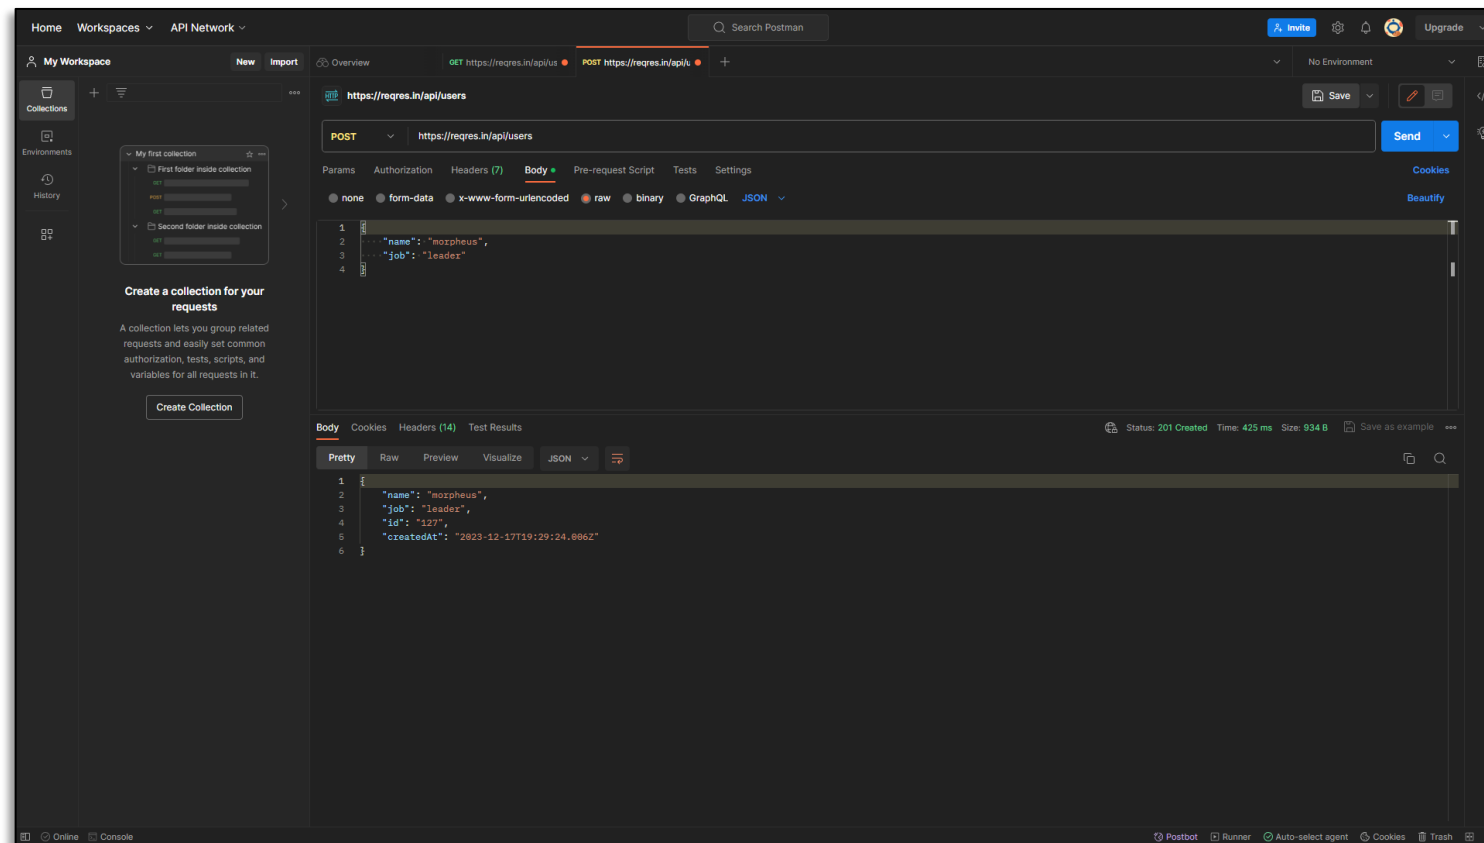 Home Workspaces API Network Search Postman Invite Upgrade
My Workspace New Import Overview GET https://reqres.in/api/us POST https://reqres.in/api/u No Environment
Collections
Environments
History
My first collection
First folder inside collection
GET
POST
GET
Second folder inside collection
GET
GET
Create a collection for your
requests
A collection lets you group related
requests and easily set common
authorization, tests, scripts, and
variables for all requests in it.
Create Collection
HTTP https://reqres.in/api/users Save
POST https://reqres.in/api/users Send
Params Authorization Headers (7) Body Pre-request Script Tests Settings Cookies
none form-data x-www-form-urlencoded raw binary GraphQL JSON Beautify
1 {
2 "name": "morpheus",
3 "job": "leader"
4 }
Body Cookies Headers (14) Test Results Status: 201 Created Time: 425 ms Size: 934 B Save as example
Pretty Raw Preview Visualize JSON
1 {
2 "name": "morpheus",
3 "job": "leader",
4 "id": "127",
5 "createdAt": "2023-12-17T19:29:24.006Z"
6 }
Online Console Postbot Runner Auto-select agent Cookies Trash